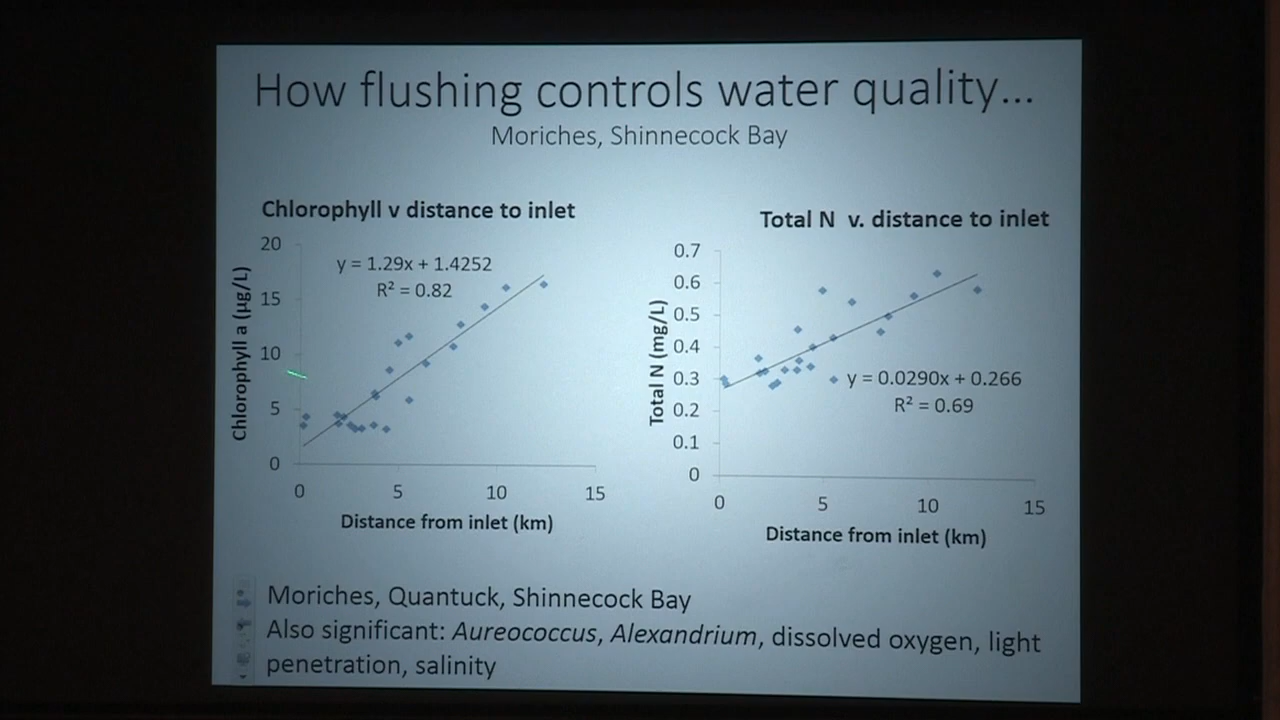 How flushing controls water quality...
Moriches, Shinnecock Bay
Chlorophyll v distance to inlet
20
15
10
5
0
Chlorophyll a (µg/L)
y = 1.29x + 1.4252
R² = 0.82
0 5 10 15
Distance from inlet (km)
Total N v. distance to inlet
0.7
0.6
0.5
0.4
0.3
0.2
0.1
0
Total N (mg/L)
y = 0.0290x + 0.266
R² = 0.69
0 5 10 15
Distance from inlet (km)
Moriches, Quantuck, Shinnecock Bay
Also significant: Aureococcus, Alexandrium, dissolved oxygen, light
penetration, salinity